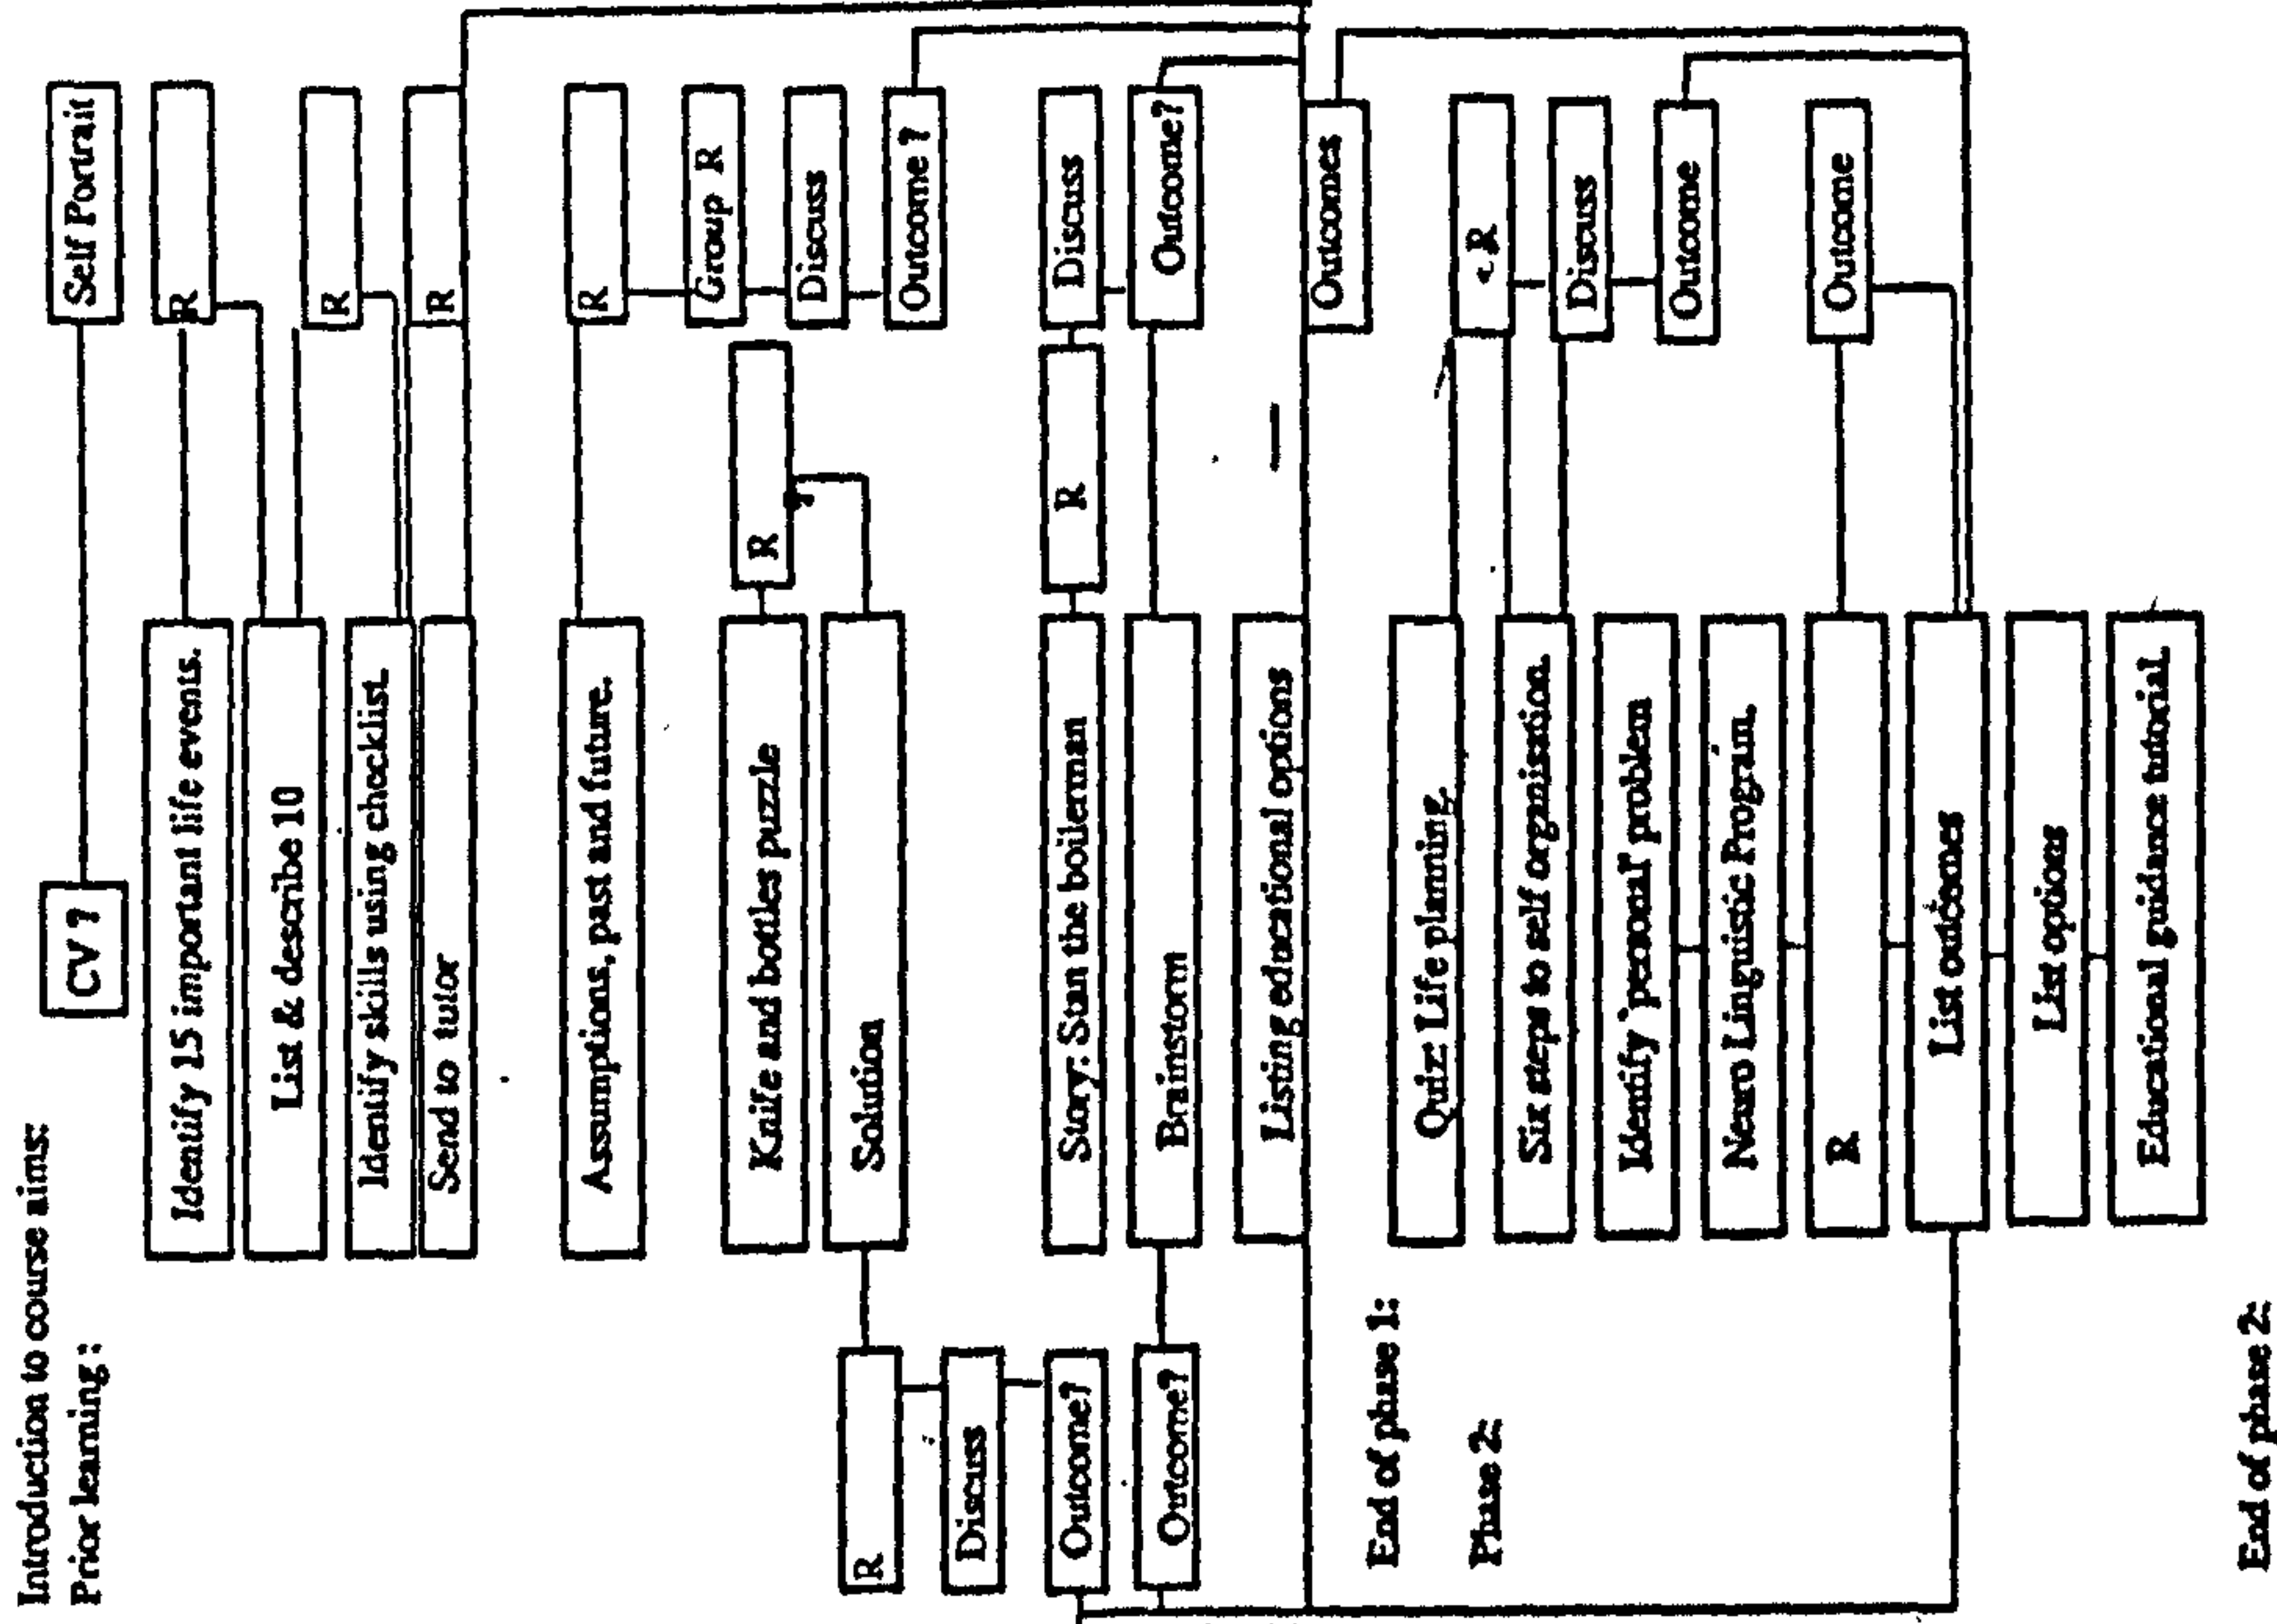 Introduction to course aims:
Prior learning :
CV ?
Self Portrait
Identify 15 important life events.
R
List & describe 10
R
Identify skills using checklist.
R
Send to tutor
Assumptions, past and future.
R
Group R
Knife and bottles puzzle
R
Discuss
Solution
R
Outcome ?
Discuss
Story: Stan the boilerman
R
Discuss
Outcome?
Brainstorm
Outcome?
Outcome?
Listing educational options
Outcomes
End of phase 1:
Quiz: Life planning.
R
Phase 2:
Six steps to self organisation.
Discuss
Identify personal problem
Outcome
Neuro Linguistic Program.
R
Outcome
List outcomes
List options
Educational guidance tutorial.
End of phase 2: